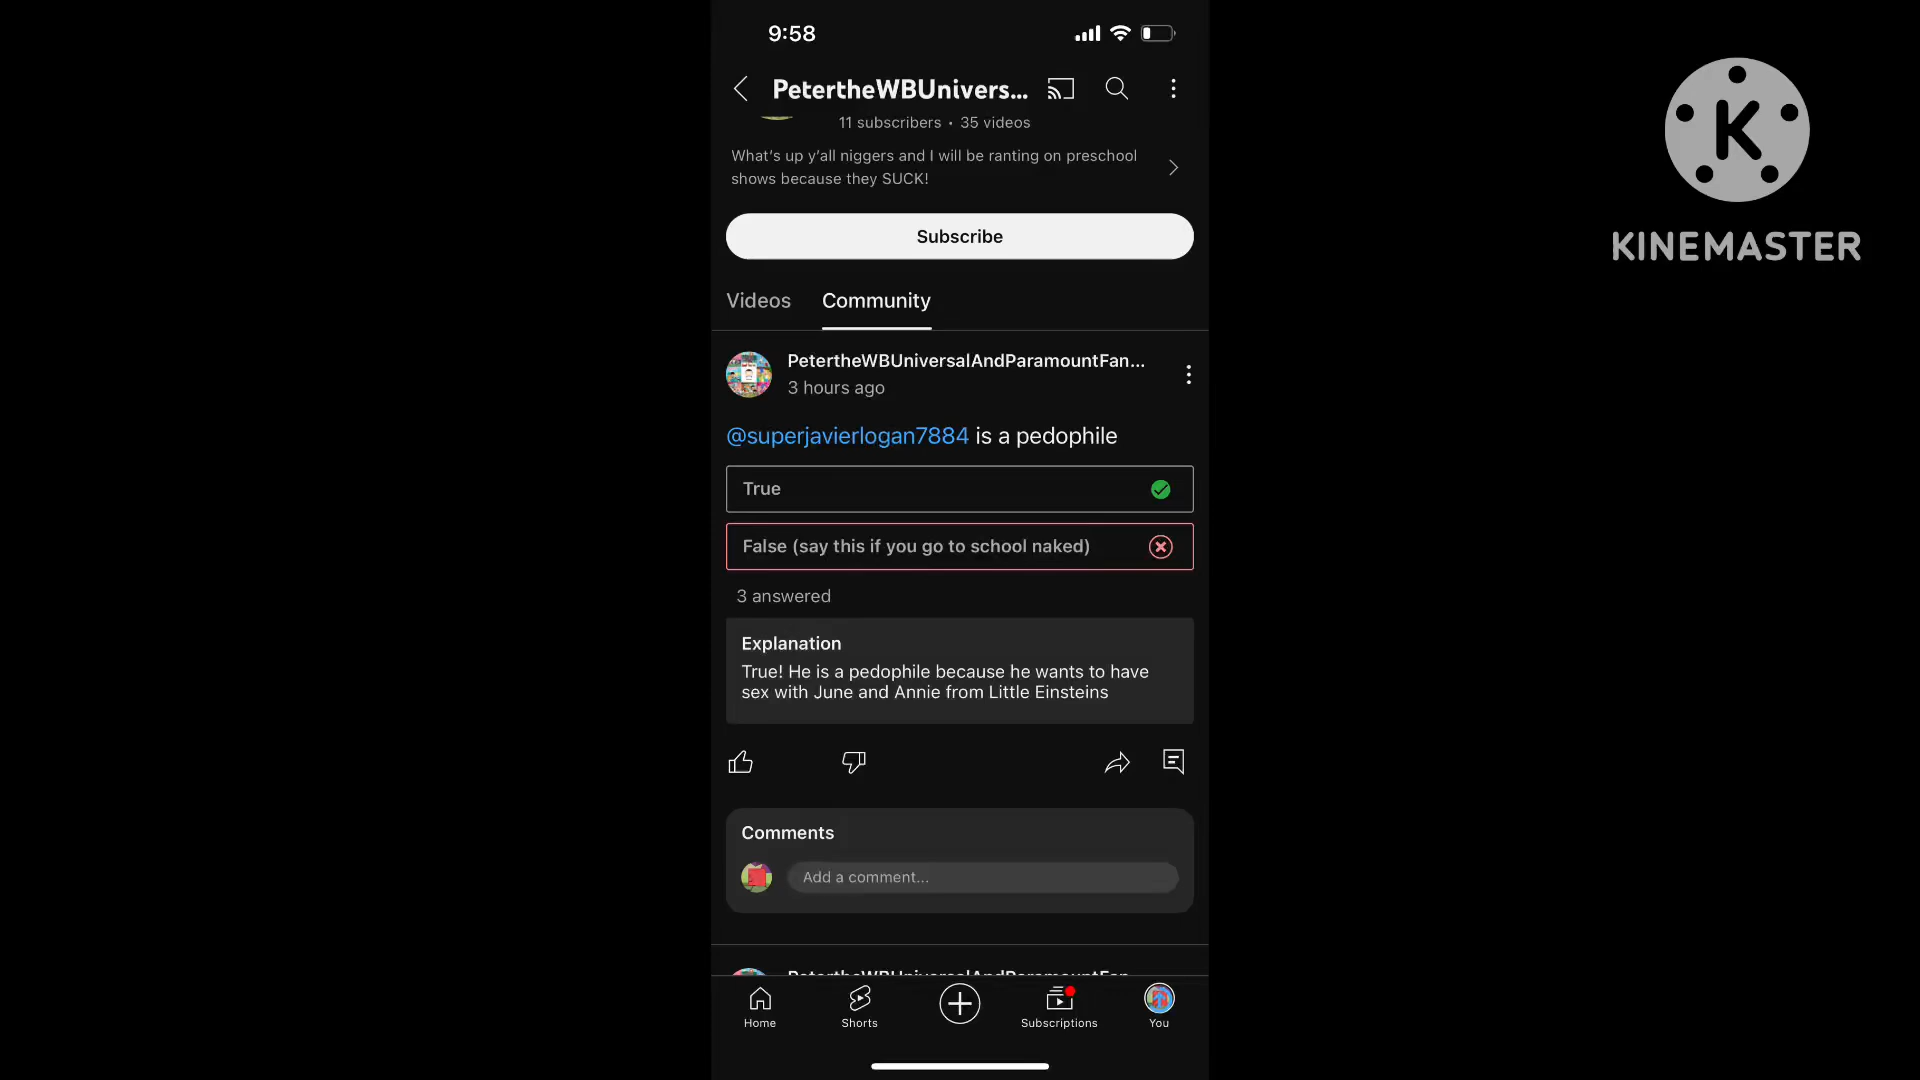 9:58
PetertheWBUnivers...
11 subscribers • 35 videos
What's up y'all niggers and I will be ranting on preschool
shows because they SUCK!
Subscribe
Videos Community
PetertheWBUniversalAndParamountFan...
3 hours ago
@superjavierlogan7884 is a pedophile
True
False (say this if you go to school naked)
3 answered
Explanation
True! He is a pedophile because he wants to have
sex with June and Annie from Little Einsteins
Comments
Add a comment...
PetertheWBUniversalAndParamountFan
Home Shorts Subscriptions You
K
KINEMASTER